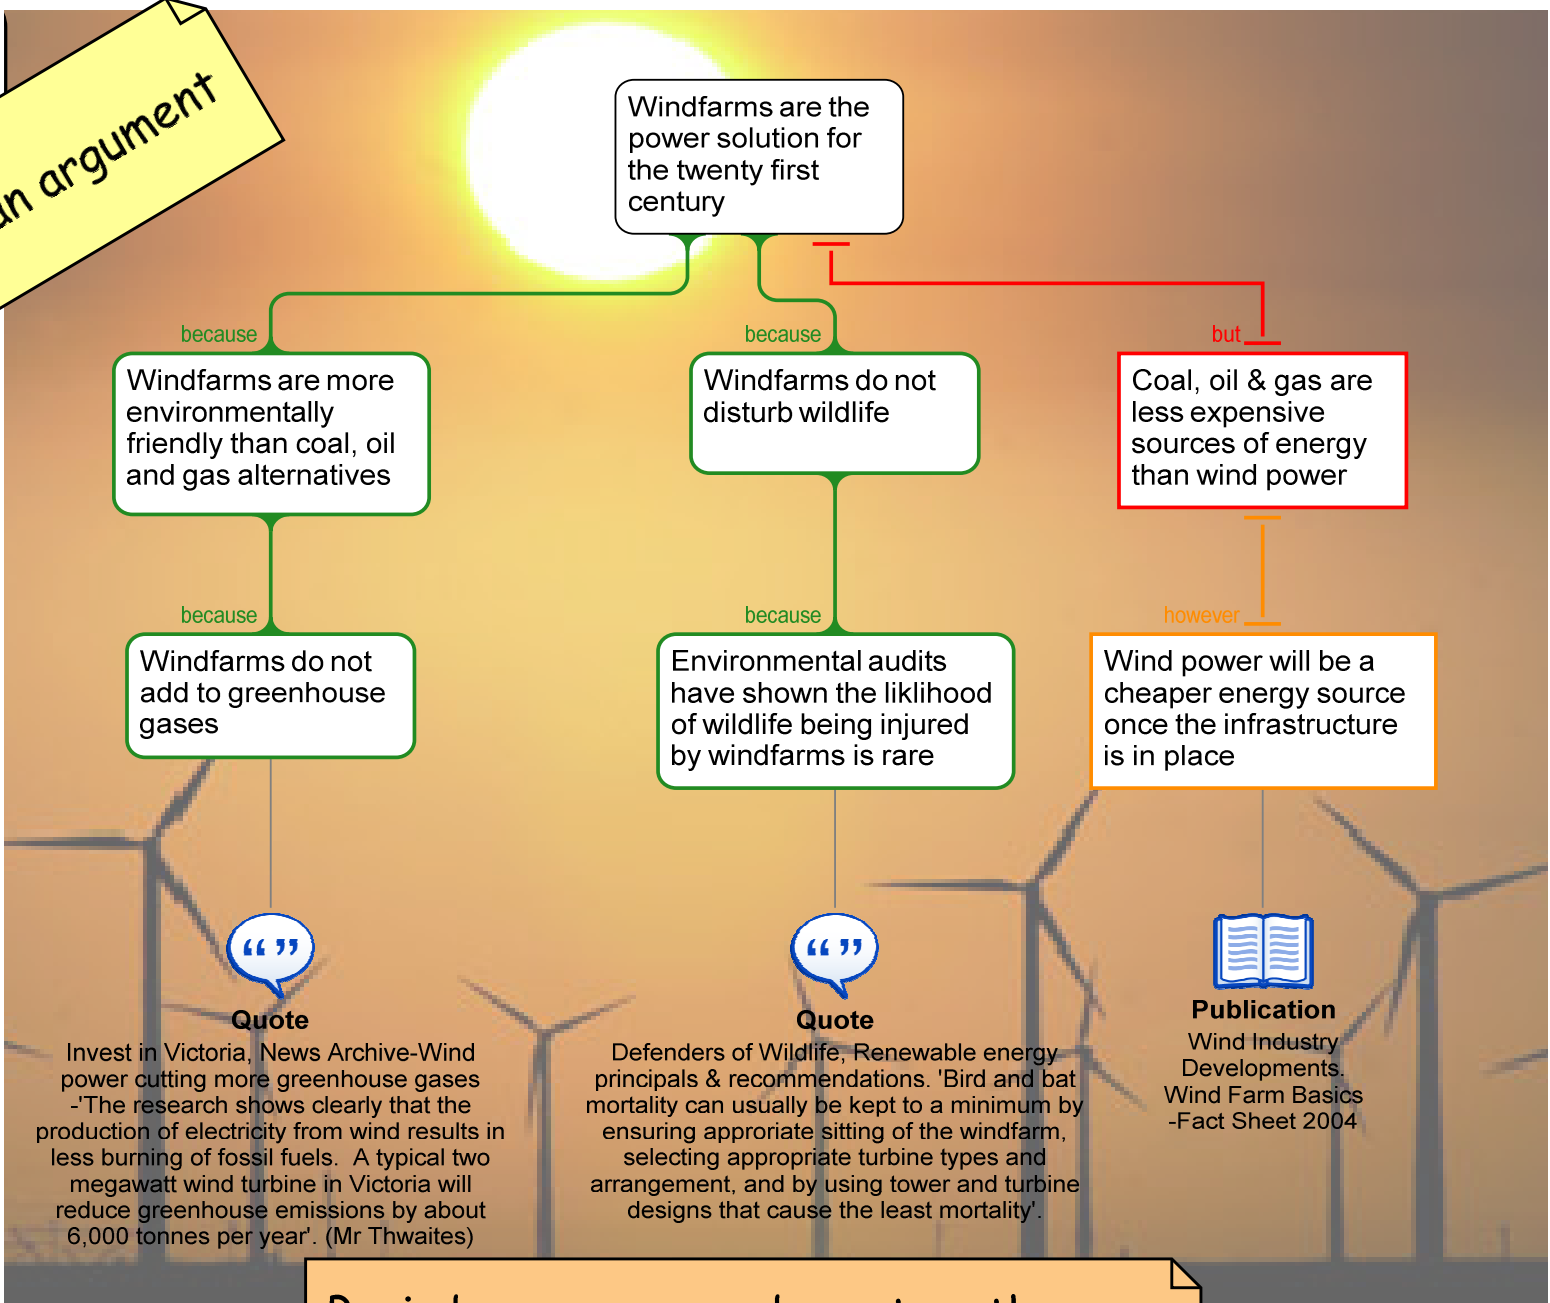 an argument
Windfarms are the
power solution for
the twenty first
century
because
Windfarms are more
environmentally
friendly than coal, oil
and gas alternatives
because
Windfarms do not
disturb wildlife
but
Coal, oil & gas are
less expensive
sources of energy
than wind power
because
Windfarms do not
add to greenhouse
gases
because
Environmental audits
have shown the liklihood
of wildlife being injured
by windfarms is rare
however
Wind power will be a
cheaper energy source
once the infrastructure
is in place
“ ”
Quote
Invest in Victoria, News Archive-Wind
power cutting more greenhouse gases
-'The research shows clearly that the
production of electricity from wind results in
less burning of fossil fuels.  A typical two
megawatt wind turbine in Victoria will
reduce greenhouse emissions by about
6,000 tonnes per year'. (Mr Thwaites)
“ ”
Quote
Defenders of Wildlife, Renewable energy
principals & recommendations. 'Bird and bat
mortality can usually be kept to a minimum by
ensuring approriate sitting of the windfarm,
selecting appropriate turbine types and
arrangement, and by using tower and turbine
designs that cause the least mortality'.
Publication
Wind Industry
Developments.
Wind Farm Basics
-Fact Sheet 2004